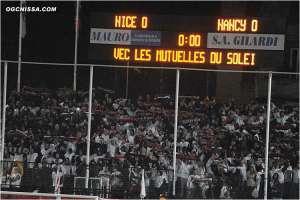 OGCNISSA.COM
NICE 0 NANCY 0
MAURO 0:00 S.A. GILARDI
VEC LES MUTUELLES DU SOLEI